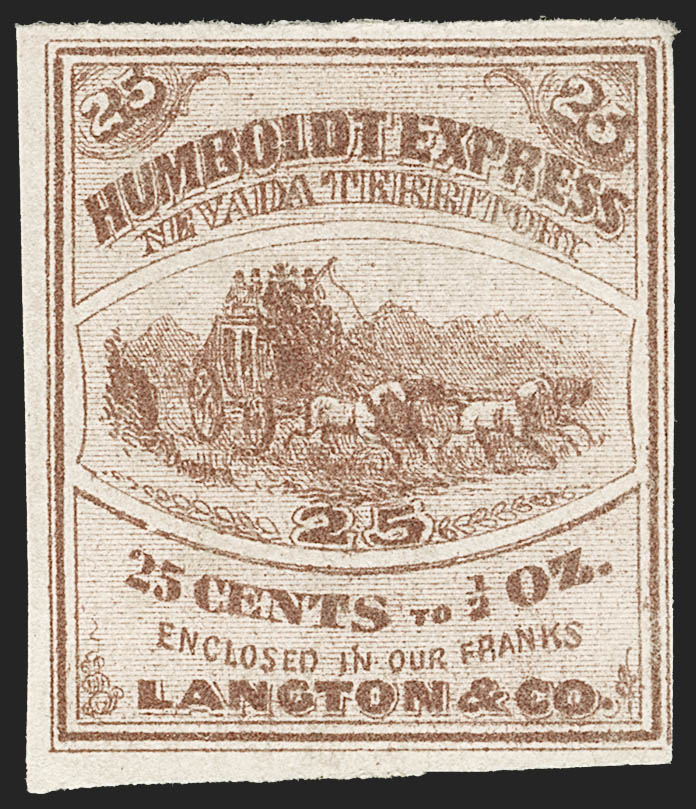 25 25
HUMBOLDT EXPRESS
NEVADA TERRITORY
25
25 CENTS TO 1/2 OZ.
ENCLOSED IN OUR FRANKS
LANGTON & CO.